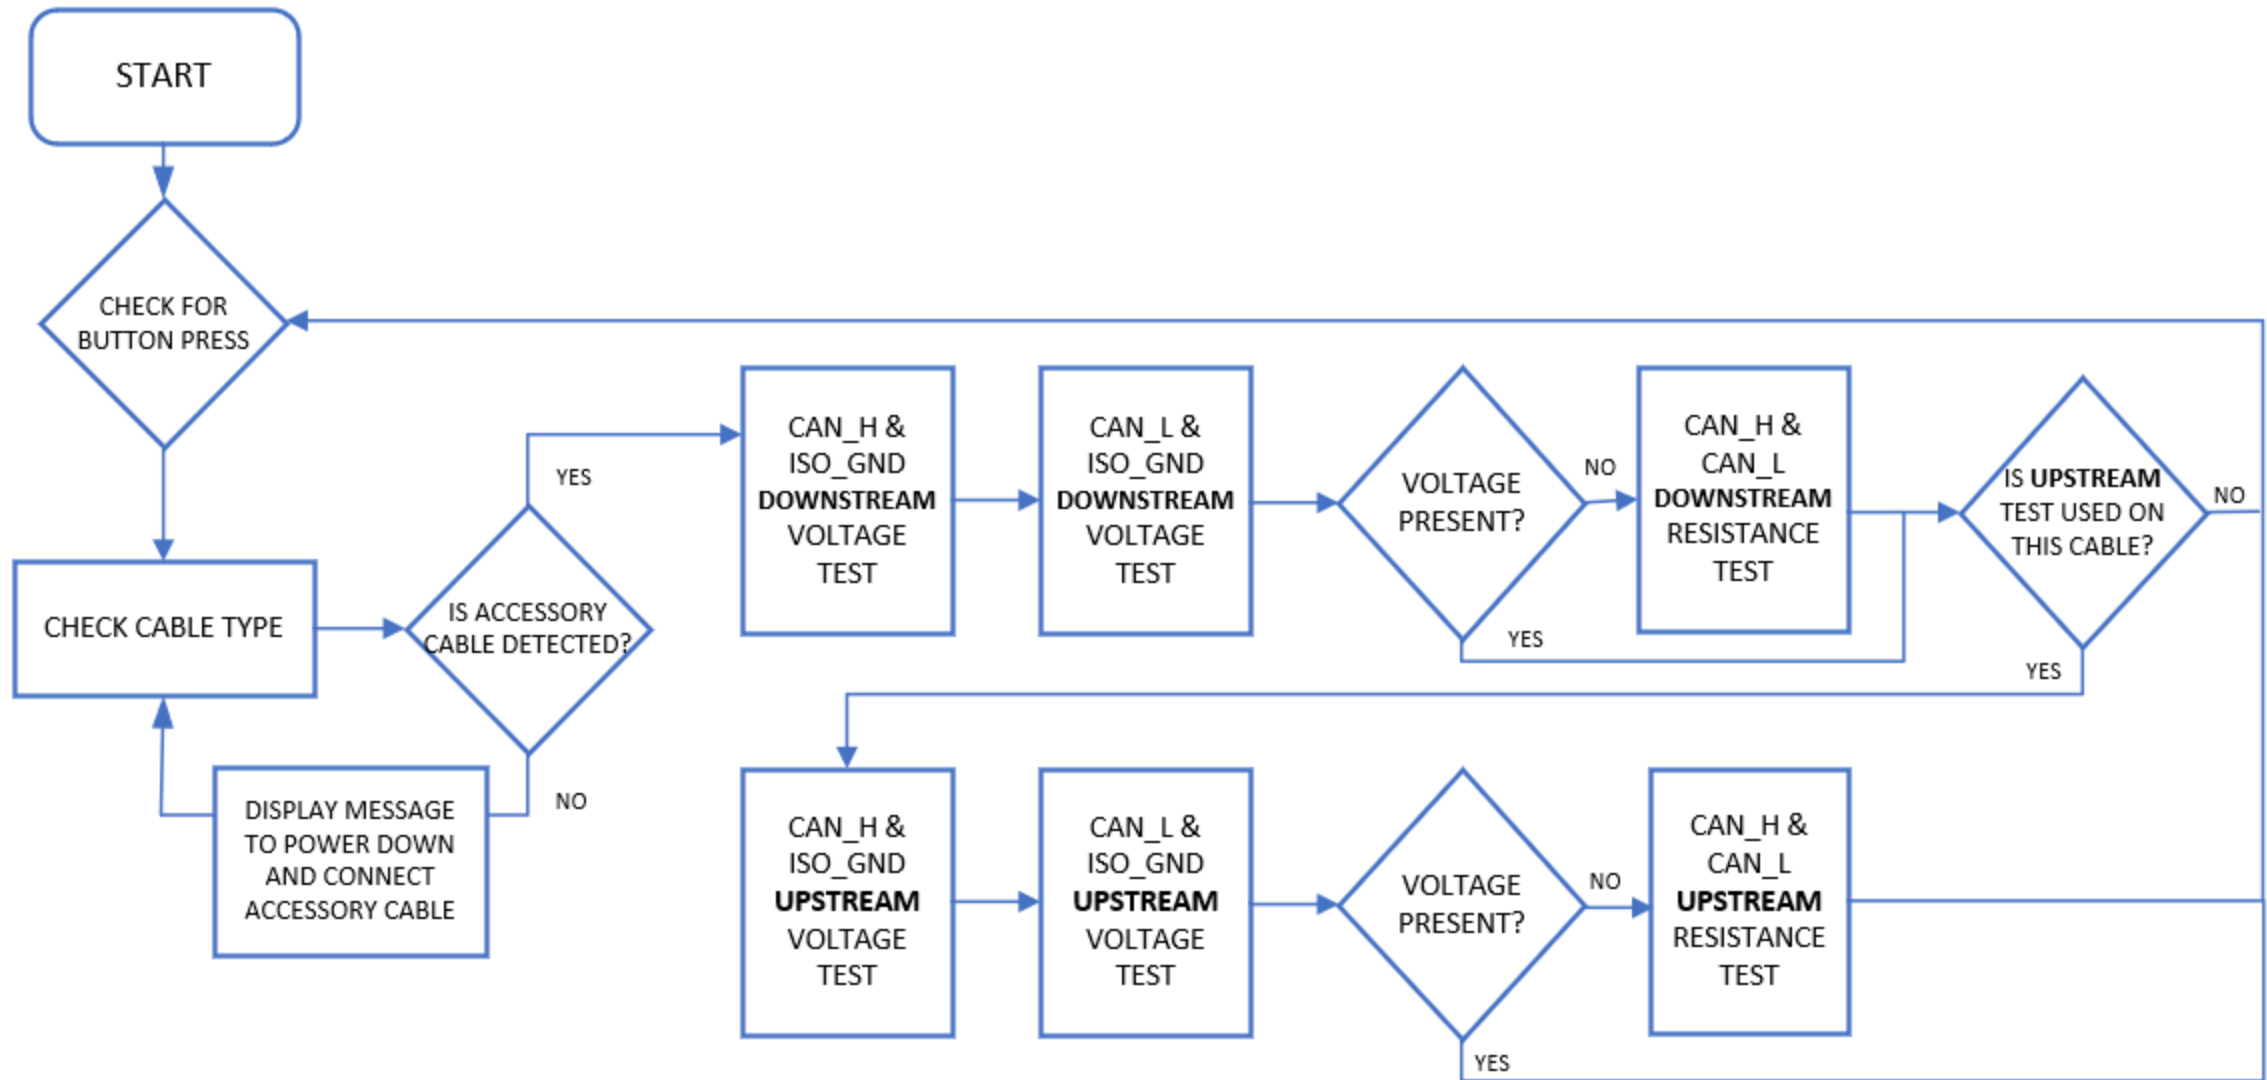 START
CHECK FOR
BUTTON PRESS
CHECK CABLE TYPE
IS ACCESSORY
CABLE DETECTED?
YES
NO
DISPLAY MESSAGE
TO POWER DOWN
AND CONNECT
ACCESSORY CABLE
CAN_H &
ISO_GND
DOWNSTREAM
VOLTAGE
TEST
CAN_L &
ISO_GND
DOWNSTREAM
VOLTAGE
TEST
VOLTAGE
PRESENT?
NO
YES
CAN_H &
CAN_L
DOWNSTREAM
RESISTANCE
TEST
IS UPSTREAM
TEST USED ON
THIS CABLE?
NO
YES
CAN_H &
ISO_GND
UPSTREAM
VOLTAGE
TEST
CAN_L &
ISO_GND
UPSTREAM
VOLTAGE
TEST
VOLTAGE
PRESENT?
NO
YES
CAN_H &
CAN_L
UPSTREAM
RESISTANCE
TEST